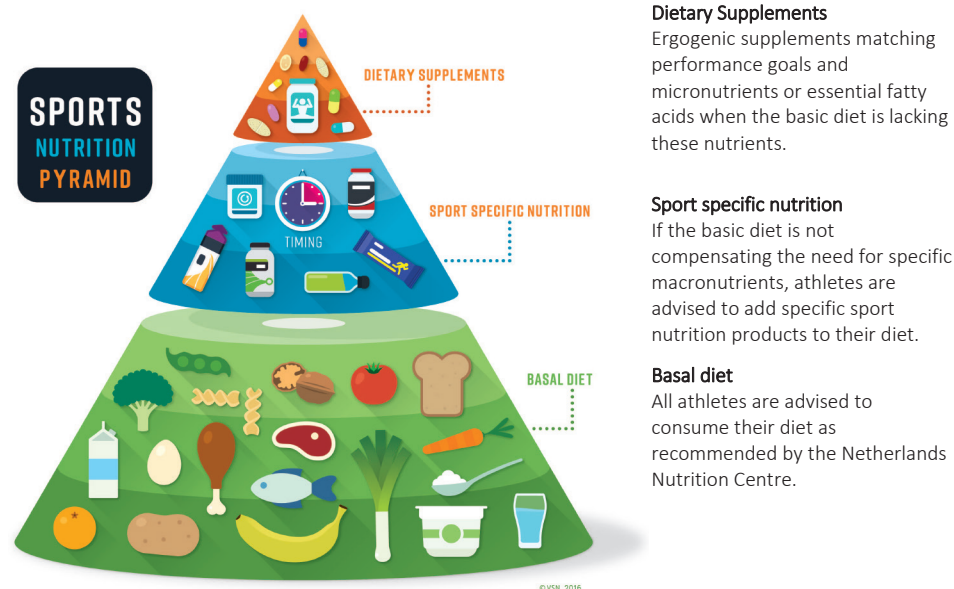 SPORTS
NUTRITION
PYRAMID
DIETARY SUPPLEMENTS
SPORT SPECIFIC NUTRITION
TIMING
BASAL DIET
© VSN, 2016
Dietary Supplements
Ergogenic supplements matching
performance goals and
micronutrients or essential fatty
acids when the basic diet is lacking
these nutrients.
Sport specific nutrition
If the basic diet is not
compensating the need for specific
macronutrients, athletes are
advised to add specific sport
nutrition products to their diet.
Basal diet
All athletes are advised to
consume their diet as
recommended by the Netherlands
Nutrition Centre.